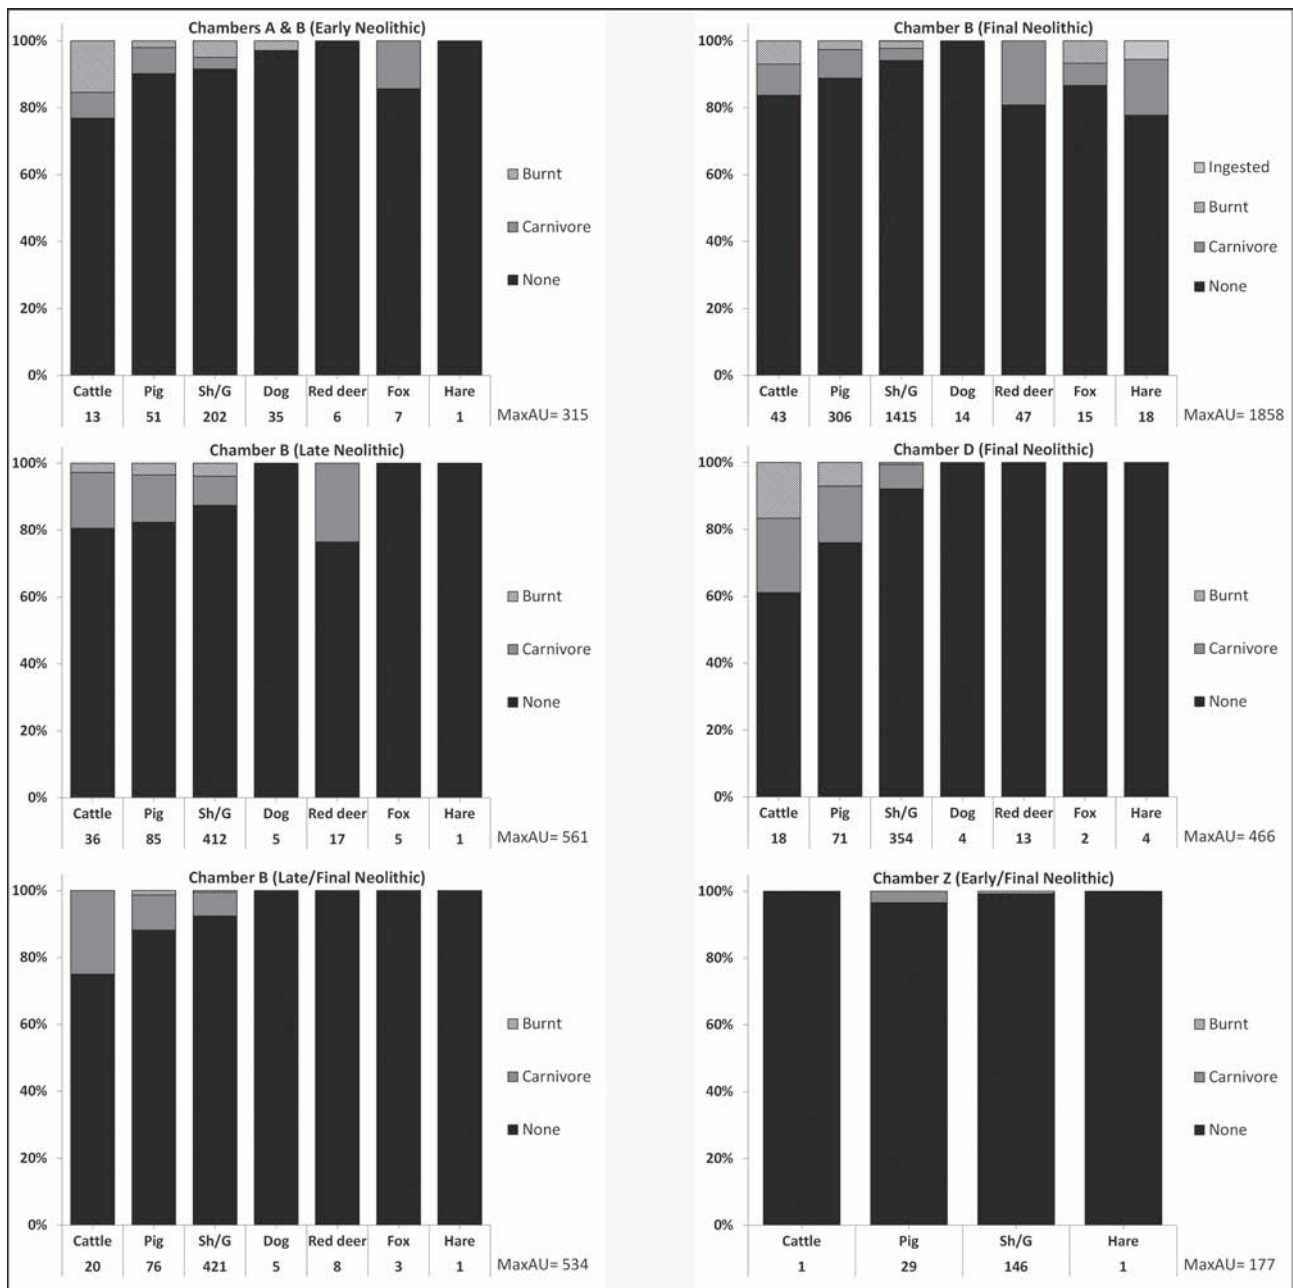 Chambers A & B (Early Neolithic)
100%
80%
60%
40%
20%
0%
Burnt
Carnivore
None
Cattle Pig Sh/G Dog Red deer Fox Hare
13 51 202 35 6 7 1 MaxAU= 315
Chamber B (Final Neolithic)
100%
80%
60%
40%
20%
0%
Ingested
Burnt
Carnivore
None
Cattle Pig Sh/G Dog Red deer Fox Hare
43 306 1415 14 47 15 18 MaxAU= 1858
Chamber B (Late Neolithic)
100%
80%
60%
40%
20%
0%
Burnt
Carnivore
None
Cattle Pig Sh/G Dog Red deer Fox Hare
36 85 412 5 17 5 1 MaxAU= 561
Chamber D (Final Neolithic)
100%
80%
60%
40%
20%
0%
Burnt
Carnivore
None
Cattle Pig Sh/G Dog Red deer Fox Hare
18 71 354 4 13 2 4 MaxAU= 466
Chamber B (Late/Final Neolithic)
100%
80%
60%
40%
20%
0%
Burnt
Carnivore
None
Cattle Pig Sh/G Dog Red deer Fox Hare
20 76 421 5 8 3 1 MaxAU= 534
Chamber Z (Early/Final Neolithic)
100%
80%
60%
40%
20%
0%
Burnt
Carnivore
None
Cattle Pig Sh/G Hare
1 29 146 1 MaxAU= 177